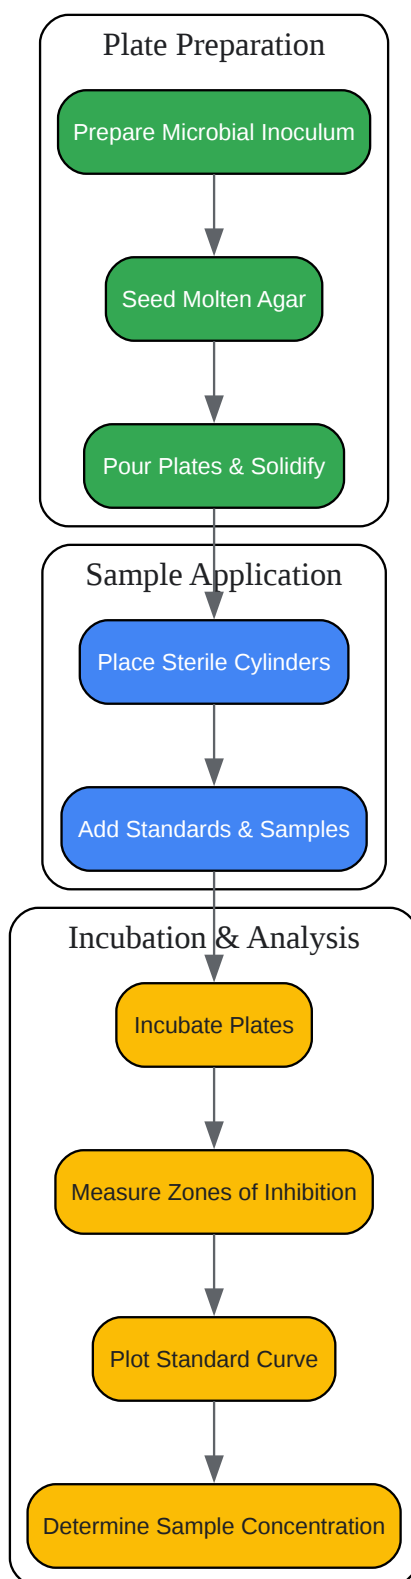 Plate Preparation
Prepare Microbial Inoculum
Seed Molten Agar
Pour Plates & Solidify
Sample Application
Place Sterile Cylinders
Add Standards & Samples
Incubation & Analysis
Incubate Plates
Measure Zones of Inhibition
Plot Standard Curve
Determine Sample Concentration